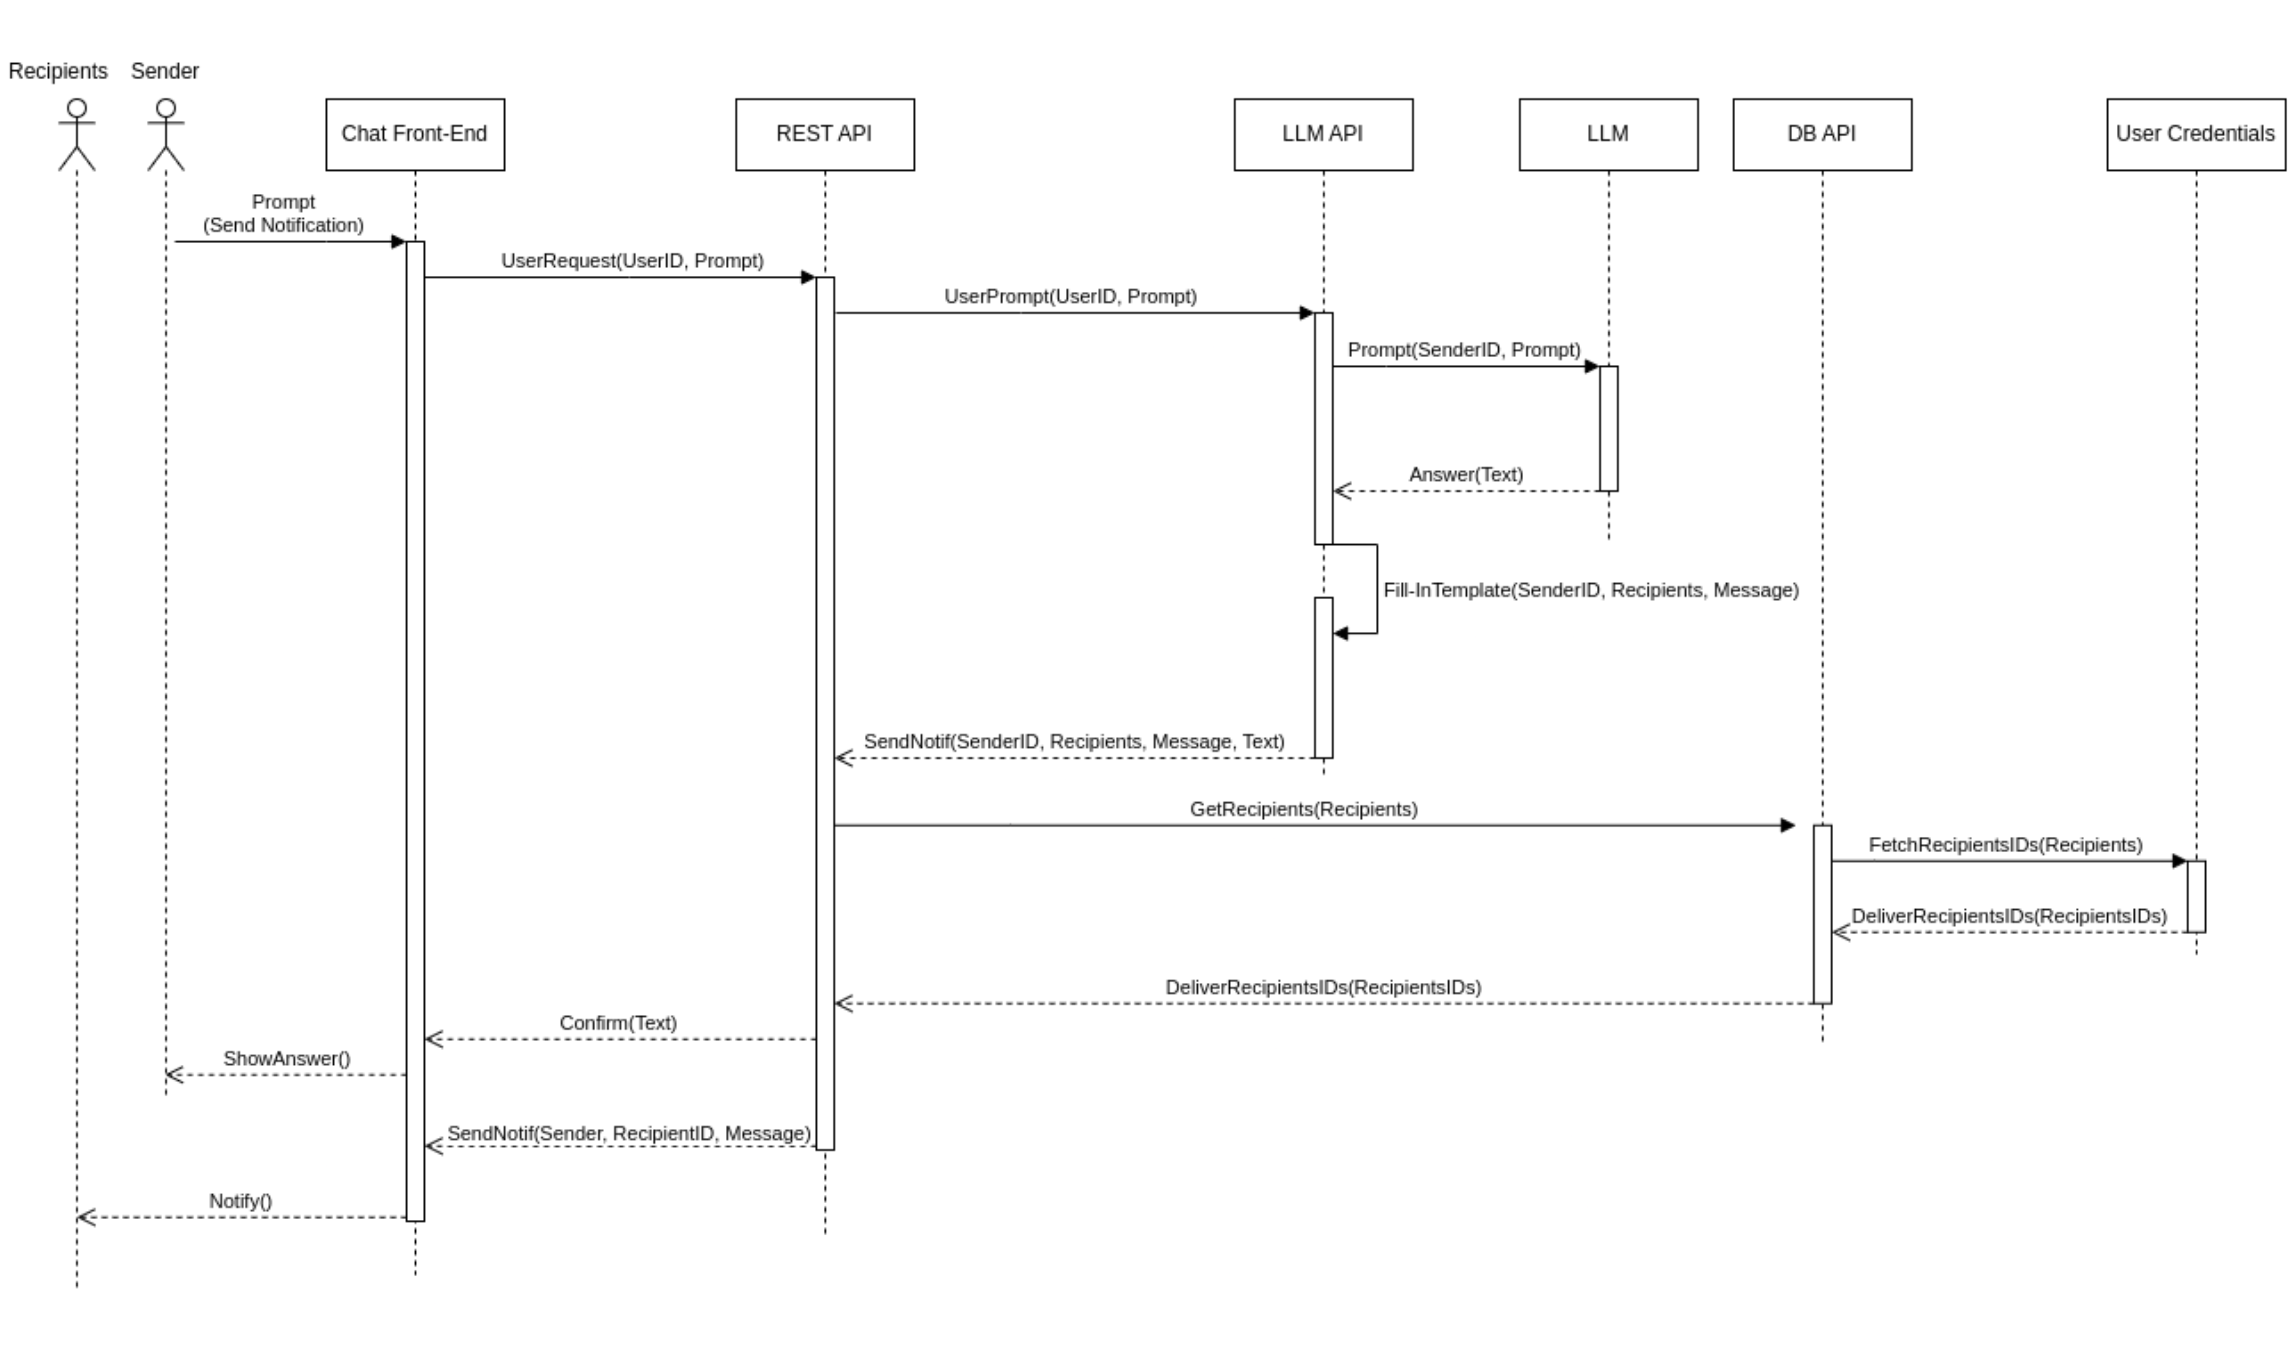 Recipients
Sender
Chat Front-End
REST API
LLM API
LLM
DB API
User Credentials
Prompt
(Send Notification)
UserRequest(UserID, Prompt)
UserPrompt(UserID, Prompt)
Prompt(SenderID, Prompt)
Answer(Text)
Fill-InTemplate(SenderID, Recipients, Message)
SendNotif(SenderID, Recipients, Message, Text)
GetRecipients(Recipients)
FetchRecipientsIDs(Recipients)
DeliverRecipientsIDs(RecipientsIDs)
DeliverRecipientsIDs(RecipientsIDs)
Confirm(Text)
ShowAnswer()
SendNotif(Sender, RecipientID, Message)
Notify()